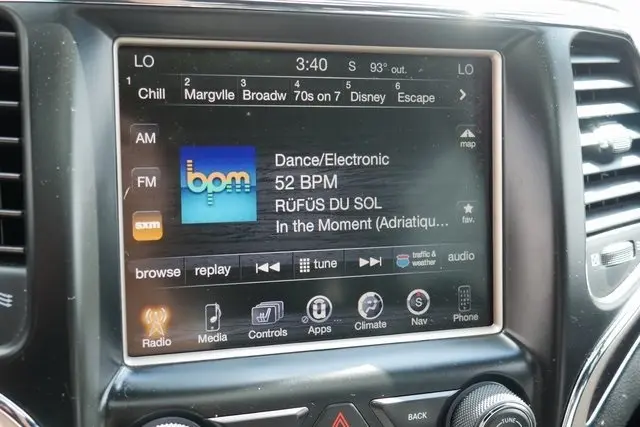 LO 3:40 S 93° out. LO
1 Chill 2 Margvlle 3 Broadw 4 70s on 7 5 Disney 6 Escape
AM
map
bpm
Dance/Electronic
FM
52 BPM
RÜFÜS DU SOL
fav.
sxm
In the Moment (Adriatiqu...
browse replay tune traffic & weather audio
Radio Media Controls Apps Climate S Nav Phone
BACK TUNE